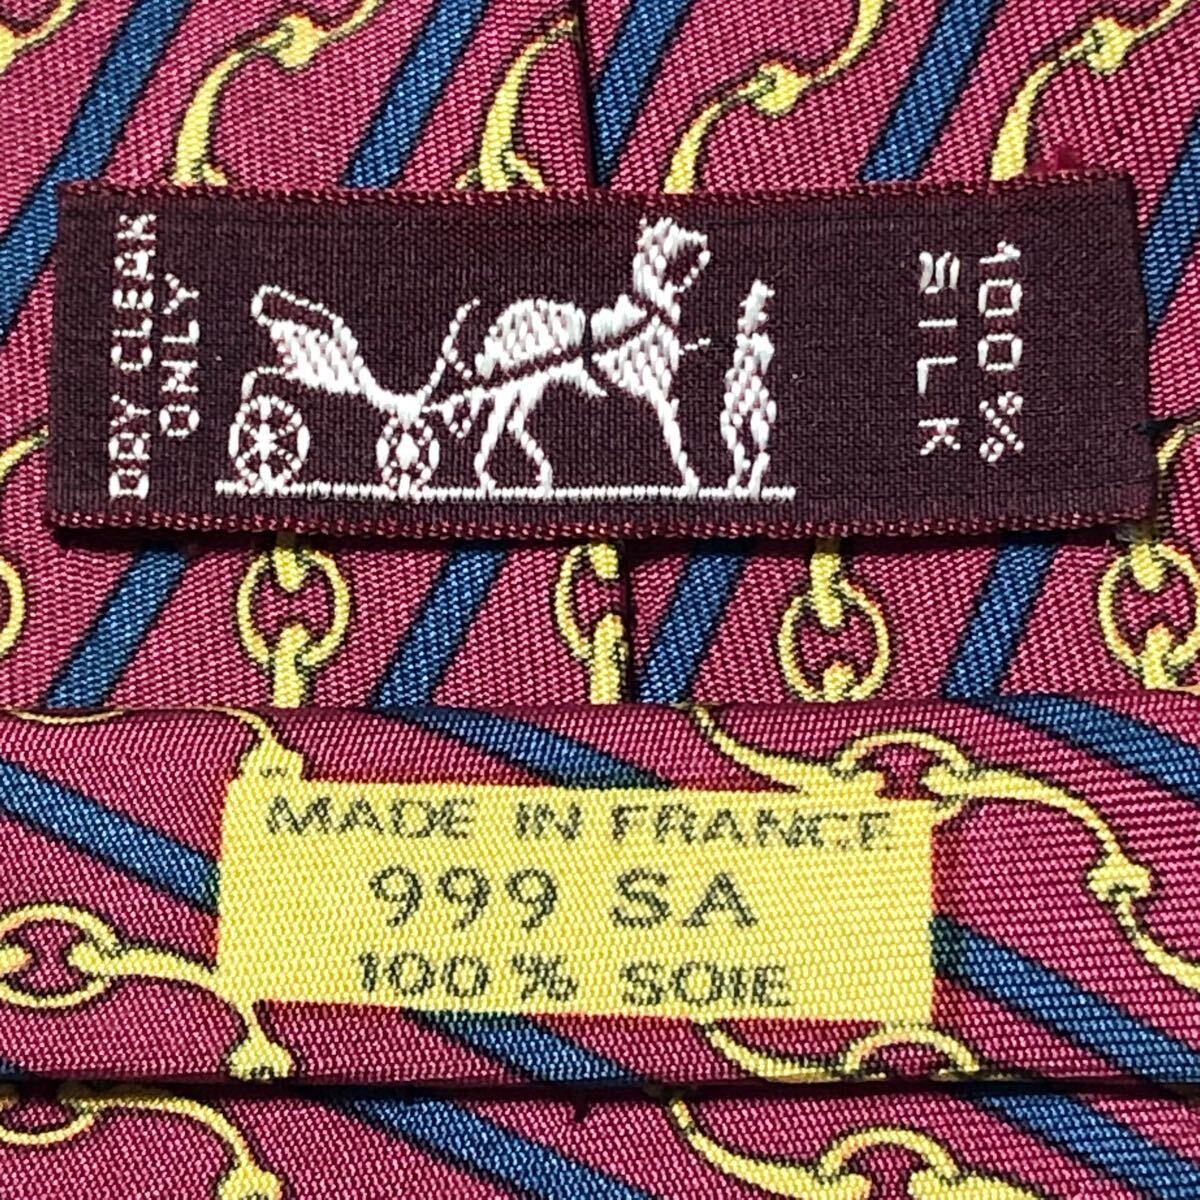 DRY CLEAN
ONLY
100%
SILK
MADE IN FRANCE
999 SA
100% SOIE